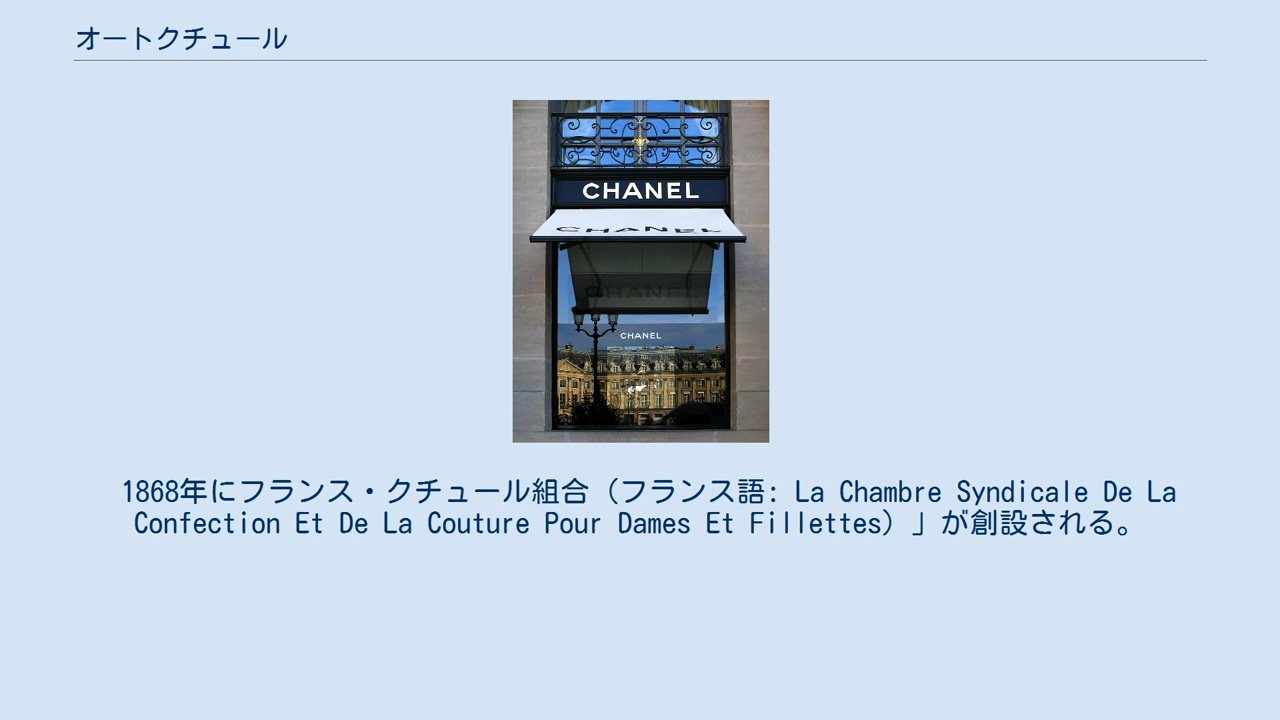 オートクチュール
CHANEL
CHANEL
CHANEL
CHANEL
1868年にフランス・クチュール組合（フランス語: La Chambre Syndicale De La
Confection Et De La Couture Pour Dames Et Fillettes）」が創設される。